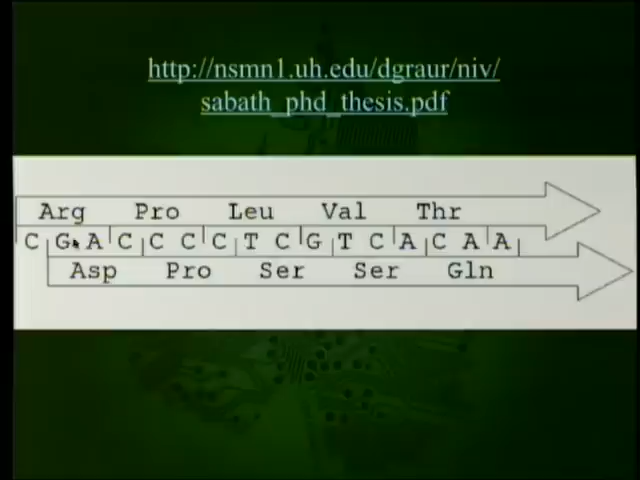 http://nsmn1.uh.edu/dgraur/niv/
sabath_phd_thesis.pdf
Arg Pro Leu Val Thr
C G A C C C C T C G T C A C A A
Asp Pro Ser Ser Gln